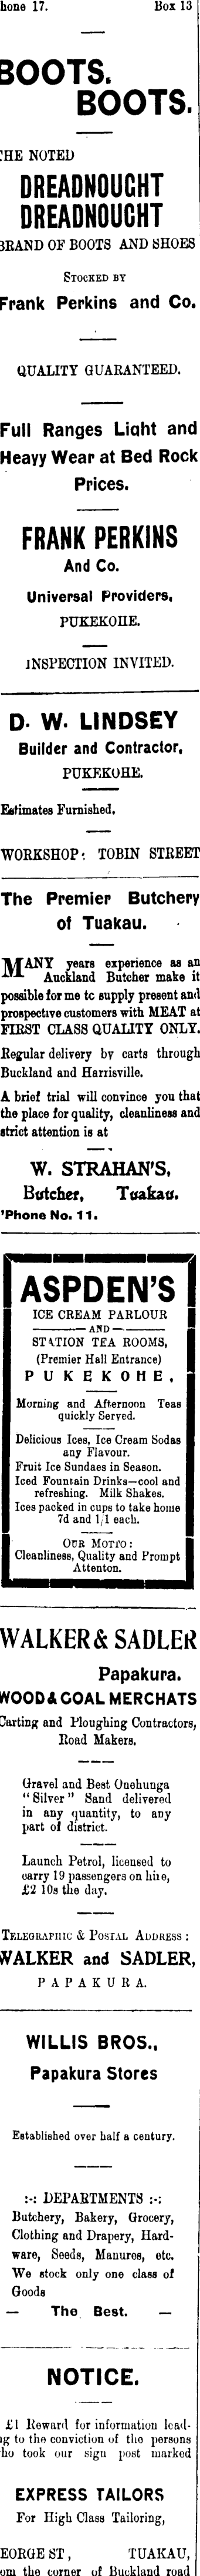 hone 17. Box 13
BOOTS.
BOOTS.
THE NOTED
DREADNOUGHT
DREADNOUGHT
BRAND OF BOOTS AND SHOES
STOCKED BY
Frank Perkins and Co.
QUALITY GUARANTEED.
Full Ranges Light and
Heavy Wear at Bed Rock
Prices.
FRANK PERKINS
And Co.
Universal Providers,
PUKEKOHE.
INSPECTION INVITED.
D. W. LINDSEY
Builder and Contractor,
PUKEKOHE.
Estimates Furnished.
WORKSHOP: TOBIN STREET
The Premier Butchery
of Tuakau.
MANY years experience as an
Auckland Butcher make it
possible for me to supply present and
prospective customers with MEAT at
FIRST CLASS QUALITY ONLY.
Regular delivery by carts through
Buckland and Harrisville.
A brief trial will convince you that
the place for quality, cleanliness and
strict attention is at
W. STRAHAN'S,
Butcher, Tuakau.
'Phone No. 11.
ASPDEN'S
ICE CREAM PARLOUR
AND
STATION TEA ROOMS,
(Premier Hall Entrance)
PUKEKOHE,
Morning and Afternoon Teas
quickly Served.
Delicious Ices, Ice Cream Sodas
any Flavour.
Fruit Ice Sundaes in Season.
Iced Fountain Drinks—cool and
refreshing. Milk Shakes.
Ices packed in cups to take home
7d and 1/1 each.
OUR MOTTO:
Cleanliness, Quality and Prompt
Attenton.
WALKER & SADLER
Papakura.
WOOD & COAL MERCHATS
Carting and Ploughing Contractors,
Road Makers.
Gravel and Best Onehunga
"Silver" Sand delivered
in any quantity, to any
part of district.
Launch Petrol, licensed to
carry 19 passengers on hire,
£2 10s the day.
TELEGRAPHIC & POSTAL ADDRESS:
WALKER and SADLER,
PAPAKURA.
WILLIS BROS.,
Papakura Stores
Established over half a century.
:-: DEPARTMENTS :-:
Butchery, Bakery, Grocery,
Clothing and Drapery, Hard-
ware, Seeds, Manures, etc.
We stock only one class of
Goods
— The Best. —
NOTICE.
£1 Reward for information lead-
ng to the conviction of the persons
who took our sign post marked
EXPRESS TAILORS
For High Class Tailoring,
EORGE ST, TUAKAU,
om the corner of Buckland road